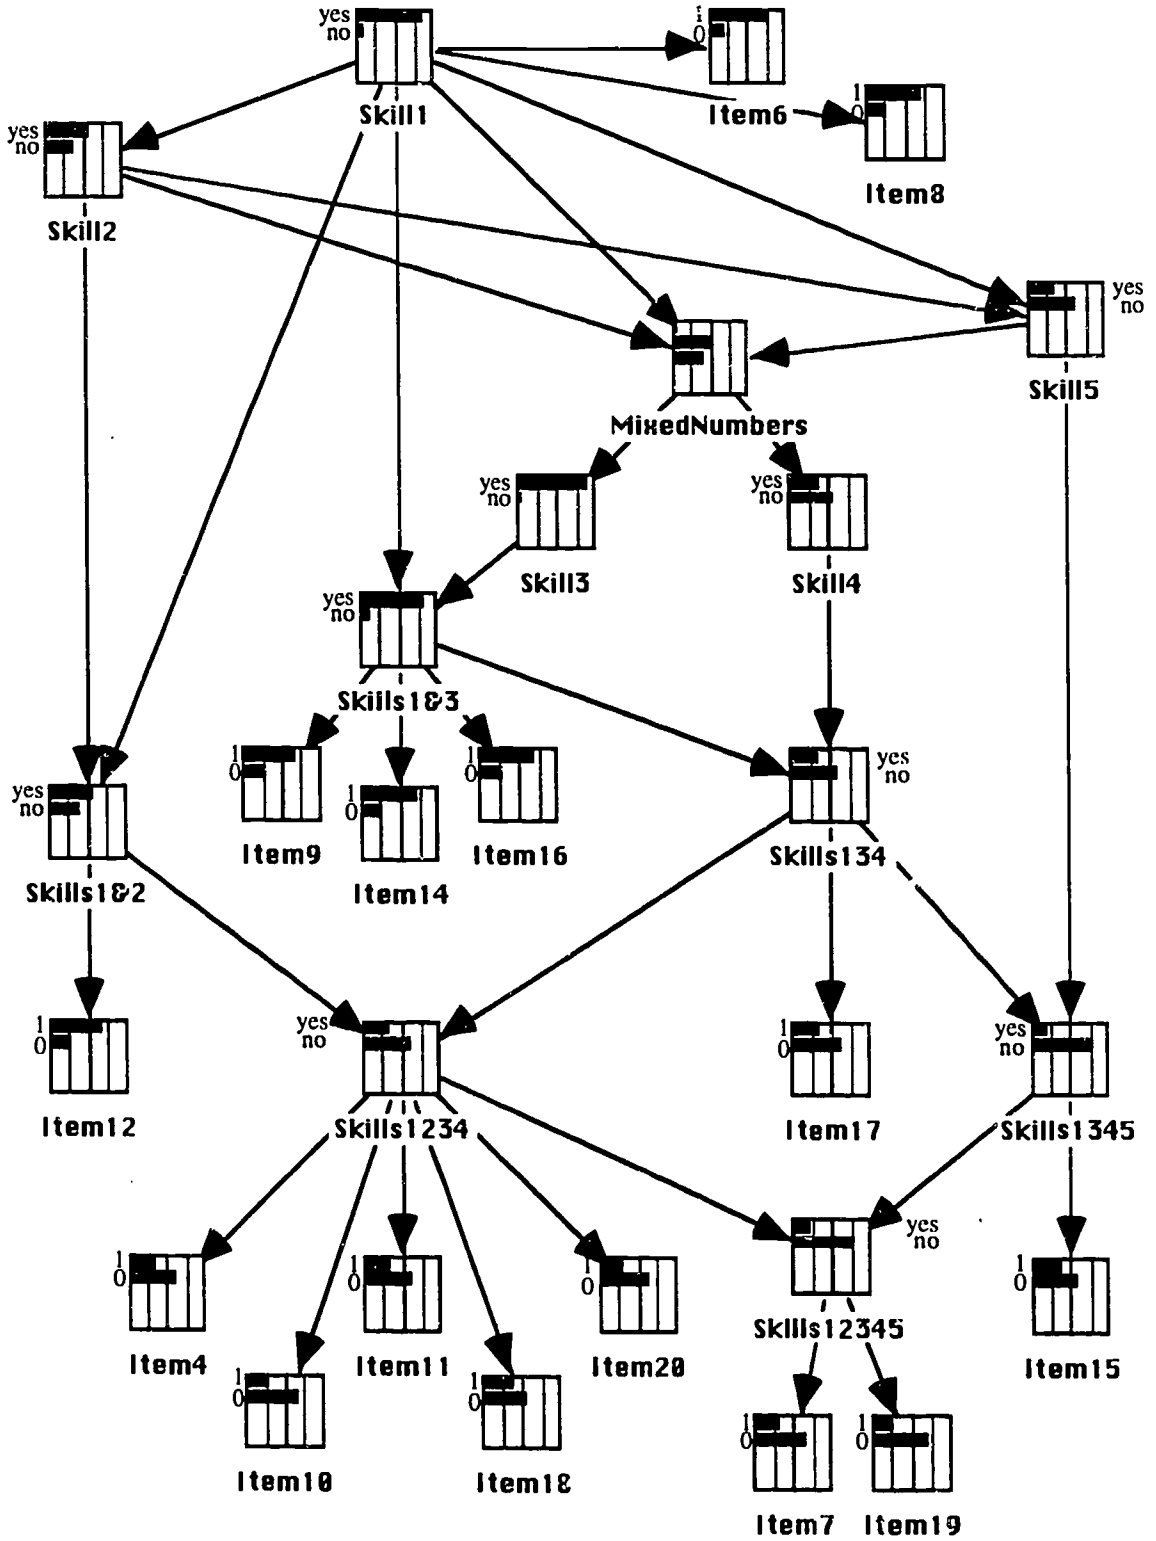 yes
no
Skill1
1
0
Item6
1
0
Item8
yes
no
Skill2
yes
no
Skill5
MixedNumbers
yes
no
Skill3
yes
no
Skill4
yes
no
Skills1&3
1
0
Item9
1
0
Item14
1
0
Item16
yes
no
Skills134
yes
no
Skills1&2
1
0
Item12
yes
no
Skills1234
1
0
Item17
yes
no
Skills1345
1
0
Item4
1
0
Item10
1
0
Item11
1
0
Item18
1
0
Item20
yes
no
Skills12345
1
0
Item15
1
0
Item7
1
0
Item19